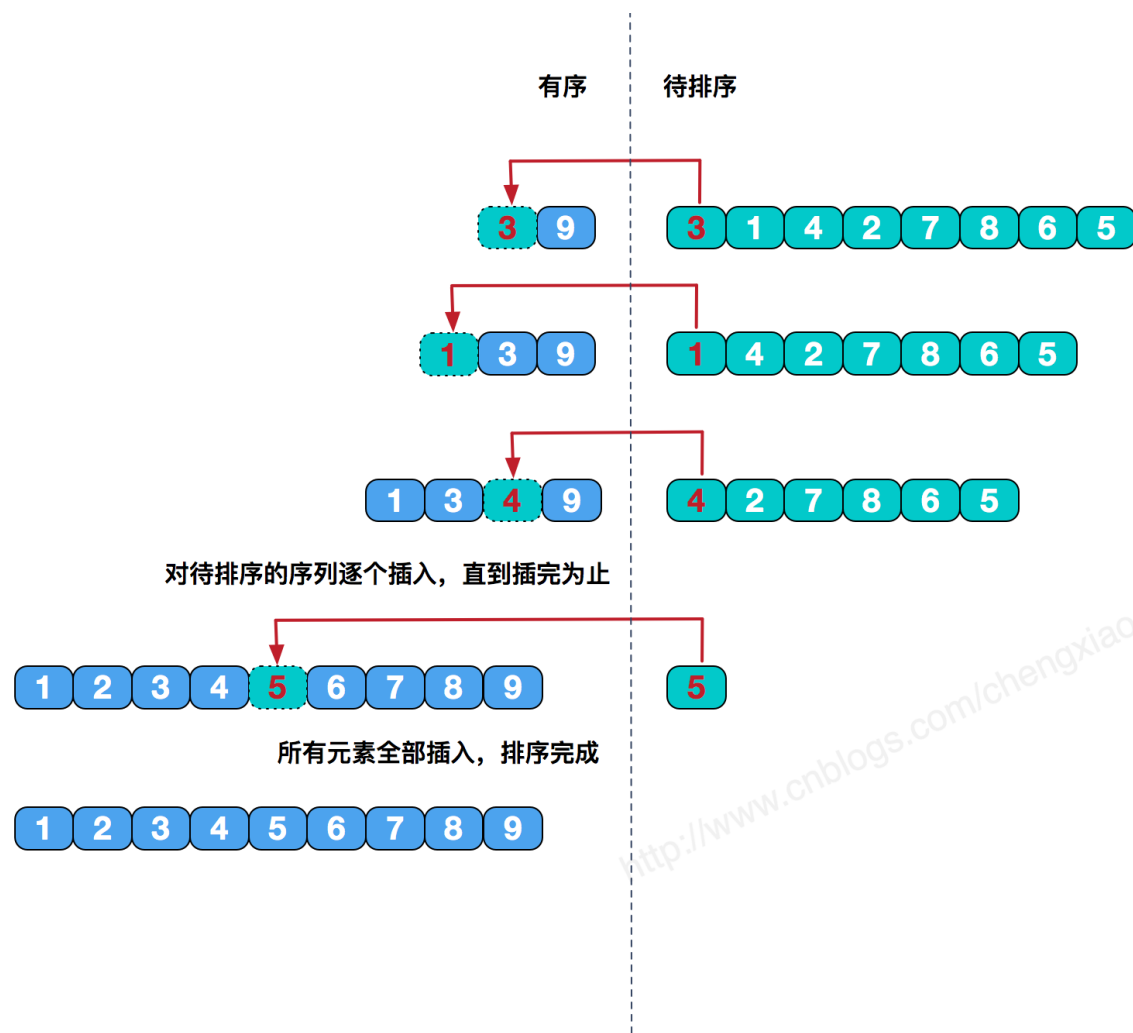 有序 待排序
3 9 3 1 4 2 7 8 6 5
1 3 9 1 4 2 7 8 6 5
1 3 4 9 4 2 7 8 6 5
对待排序的序列逐个插入，直到插完为止
1 2 3 4 5 6 7 8 9 5
所有元素全部插入，排序完成
1 2 3 4 5 6 7 8 9
http://www.cnblogs.com/chengxiao